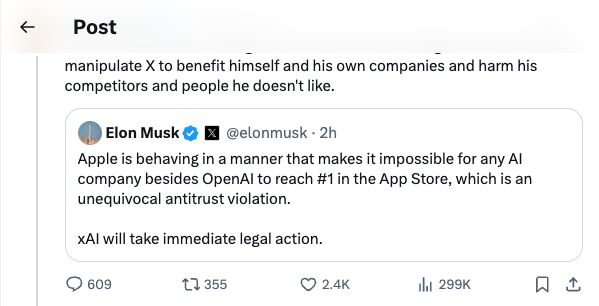 Post
manipulate X to benefit himself and his own companies and harm his
competitors and people he doesn't like.
Elon Musk X @elonmusk · 2h
Apple is behaving in a manner that makes it impossible for any AI
company besides OpenAI to reach #1 in the App Store, which is an
unequivocal antitrust violation.
xAI will take immediate legal action.
609 355 2.4K 299K